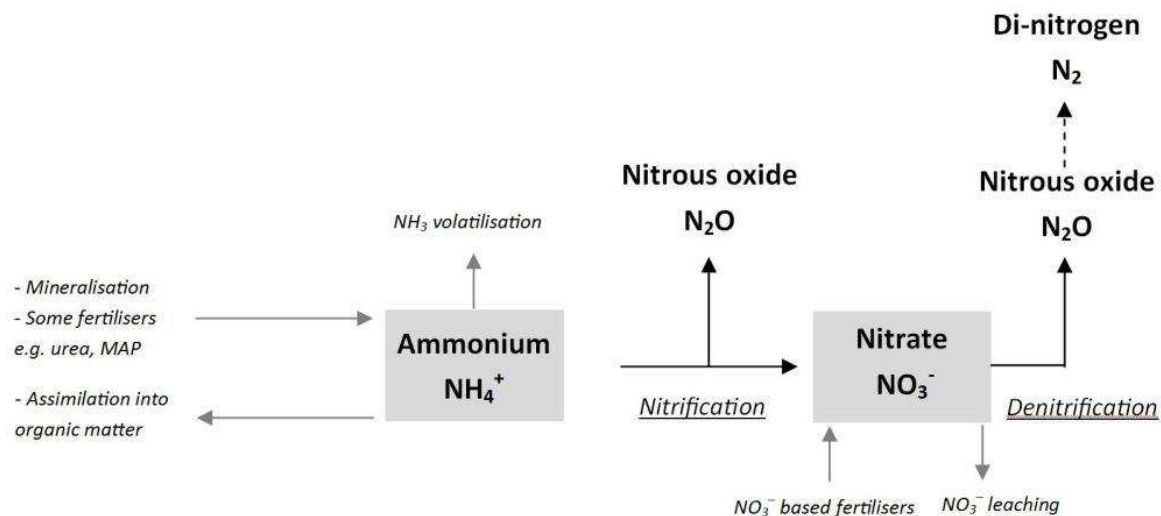 Di-nitrogen
N₂
Nitrous oxide
N₂O
Nitrous oxide
N₂O
NH₃ volatilisation
- Mineralisation
- Some fertilisers
e.g. urea, MAP
- Assimilation into
organic matter
Ammonium
NH₄⁺
Nitrification
Nitrate
NO₃⁻
Denitrification
NO₃⁻ based fertilisers
NO₃⁻ leaching